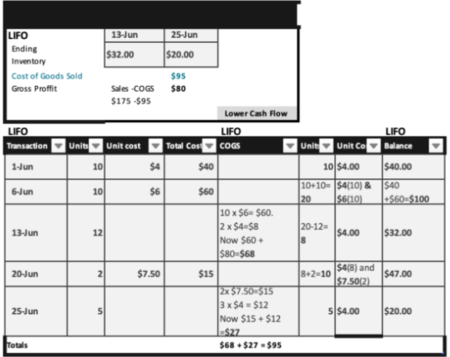 LIFO 13-Jun 25-Jun
Ending
Inventory $32.00 $20.00
Cost of Goods Sold $95
Gross Proffit Sales -COGS $80
$175 -$95
Lower Cash Flow
LIFO LIFO LIFO
Transaction Units Unit cost Total Cost COGS Units Unit Co Balance
1-Jun 10 $4 $40 10 $4.00 $40.00
6-Jun 10 $6 $60 10+10= $4(10) & $40
20 $6(10) +$60=$100
10 x $6= $60.
13-Jun 12 2 x $4=$8 20-12= $4.00 $32.00
Now $60 + 8
$80=$68
20-Jun 2 $7.50 $15 8+2=10 $4(8) and $47.00
$7.50(2)
2x $7.50=$15
25-Jun 5 3 x $4 = $12 5 $4.00 $20.00
Now $15 + $12
=$27
Totals $68 + $27 = $95